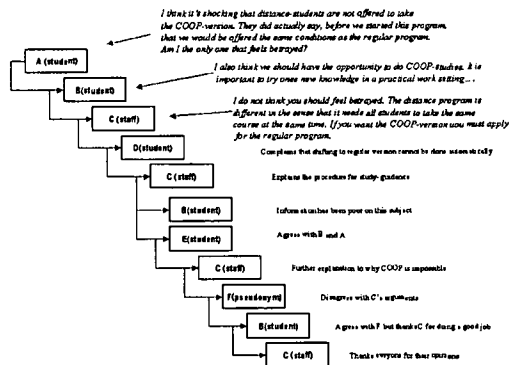 I think it's shocking that distance-students are not offered to take
the COOP-version. They did actually say, before we started this program,
that we would be offered the same conditions as the regular program.
Am I the only one that feels betrayed?
A (student)
I also think we should have the opportunity to do COOP-studies. It is
important to try ones new knowledge in a practical work setting...
B(student)
I do not think you should feel betrayed. The distance program is
different in the sense that it needs all students to take the same
course at the same time. If you want the COOP-version you must apply
for the regular program.
C (staff)
D(student)
Complains that shifting to regular version cannot be done automatically
C (staff)
Explains the procedure for study-guidance
B(student)
Information has been poor on this subject
E(student)
Agrees with B and A
C (staff)
Further explanation to why COOP is impossible
F(pseudonym)
Disagrees with C's arguments
B(student)
Agrees with F but thanks C for doing a good job
C (staff)
Thanks everyone for their opinions